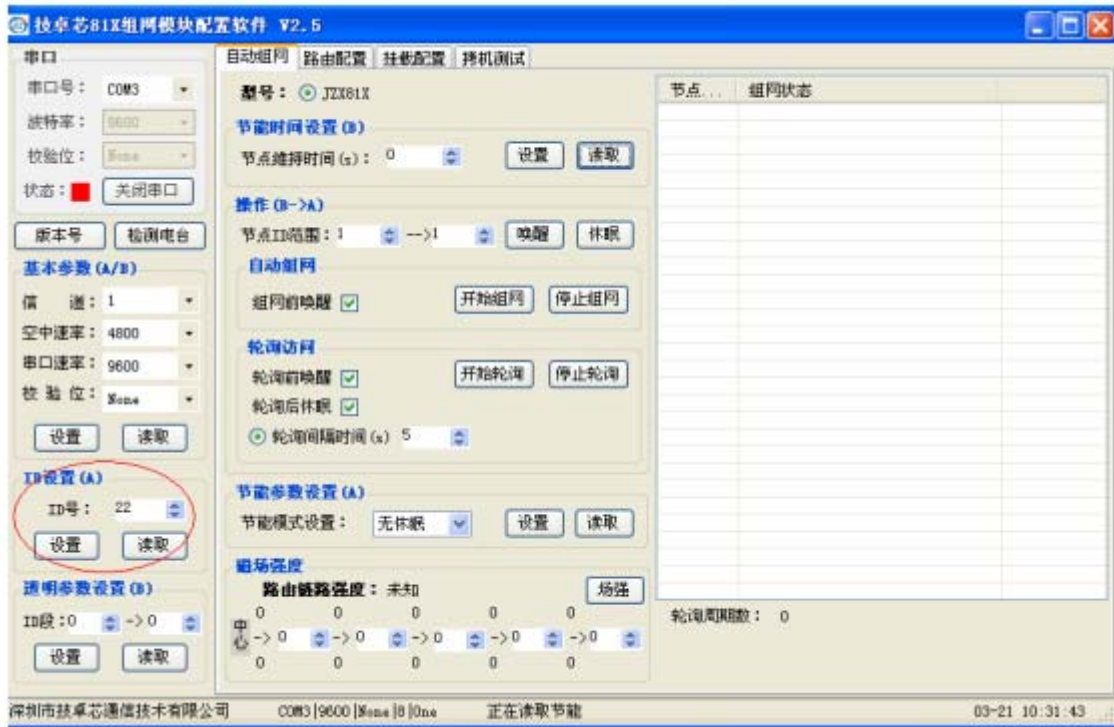 技卓芯81X组网模块配置软件 V2.5
串口
串口号： COM3
波特率： 9600
校验位： None
状态： 关闭串口
版本号 检测电台
基本参数(A/B)
信 道： 1
空中速率： 4800
串口速率： 9600
校 验 位： None
设置 读取
ID设置(A)
ID号： 22
设置 读取
透明参数设置(B)
ID段：0 -> 0
设置 读取
自动组网 路由配置 挂载配置 拷机测试
型号： JZX81X
节能时间设置(B)
节点维持时间(s)： 0 设置 读取
操作(B->A)
节点ID范围：1 -->1 唤醒 休眠
自动组网
组网前唤醒 开始组网 停止组网
轮询访问
轮询前唤醒 开始轮询 停止轮询
轮询后休眠
轮询间隔时间(s) 5
节能参数设置(A)
节能模式设置： 无休眠 设置 读取
磁场强度
路由链路强度：未知 场强
0 0 0 0 0
中心 -> 0 -> 0 -> 0 ->0 ->0
0 0 0 0 0
节点... 组网状态
轮询周期数： 0
深圳市技卓芯通信技术有限公司 COM3|9600|None|8|One 正在读取节能 03-21 10:31:43